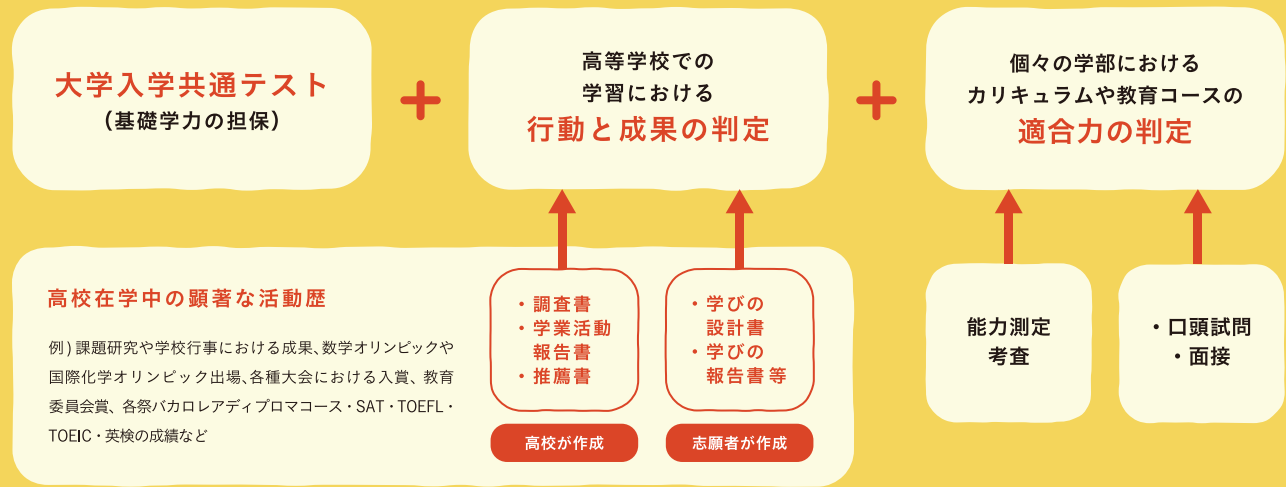 大学入学共通テスト
（基礎学力の担保）
＋
高等学校での
学習における
行動と成果の判定
＋
個々の学部における
カリキュラムや教育コースの
適合力の判定
高校在学中の顕著な活動歴
例）課題研究や学校行事における成果、数学オリンピックや
国際化学オリンピック出場、各種大会における入賞、教育
委員会賞、各祭バカロレアディプロマコース・SAT・TOEFL・
TOEIC・英検の成績など
・調査書
・学業活動
報告書
・推薦書
高校が作成
・学びの
設計書
・学びの
報告書 等
志願者が作成
能力測定
考査
・口頭試問
・面接